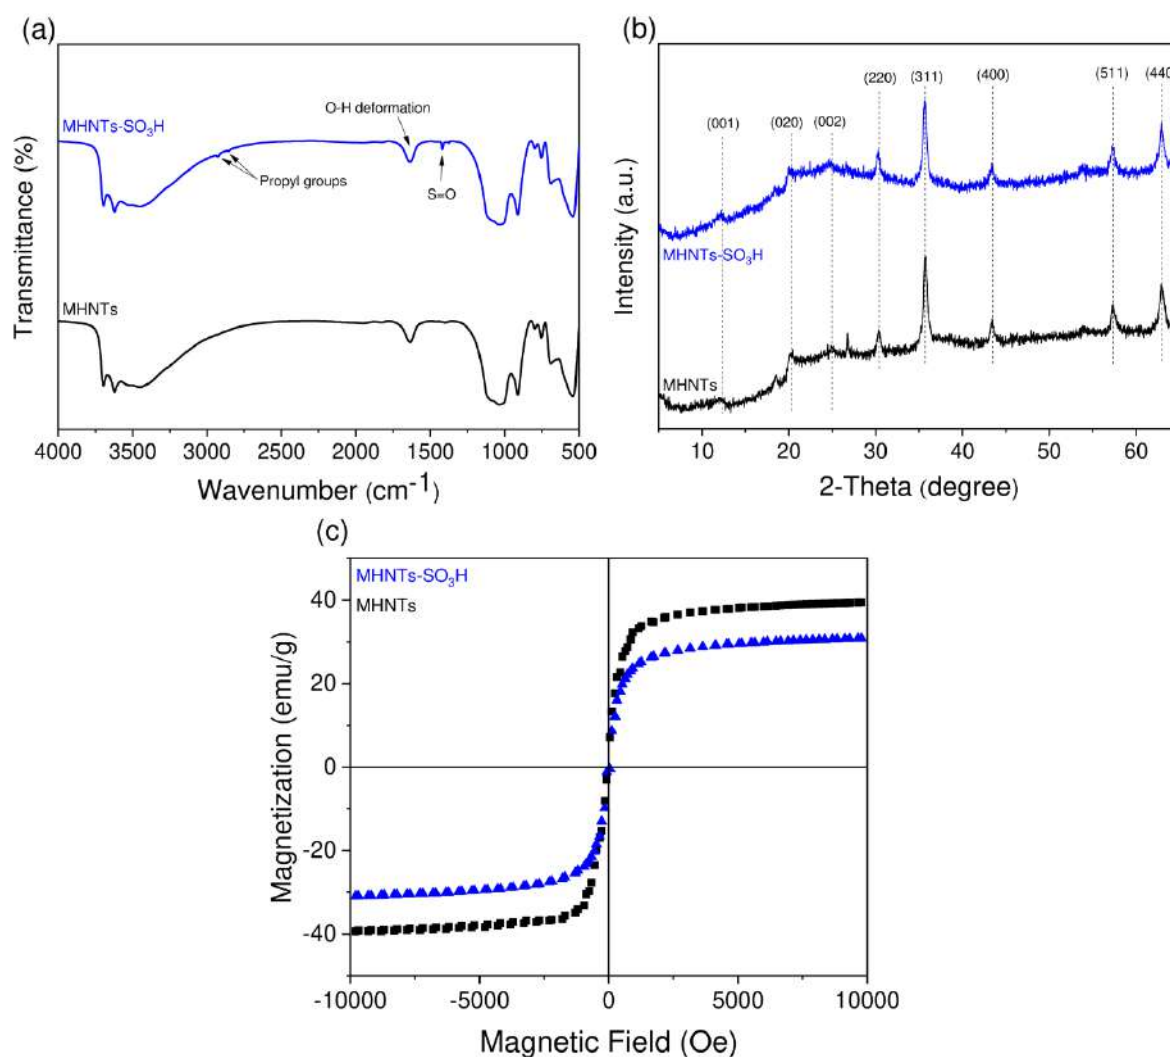 (a)
MHNTs-SO₃H
O-H deformation
Propyl groups
S=O
MHNTs
Transmittance (%)
4000 3500 3000 2500 2000 1500 1000 500
Wavenumber (cm⁻¹)
(b)
(001)
(020)
(002)
(220)
(311)
(400)
(511)
(440
MHNTs-SO₃H
MHNTs
Intensity (a.u.)
10 20 30 40 50 60
2-Theta (degree)
(c)
MHNTs-SO₃H
MHNTs
Magnetization (emu/g)
40
20
0
-20
-40
-10000 -5000 0 5000 10000
Magnetic Field (Oe)